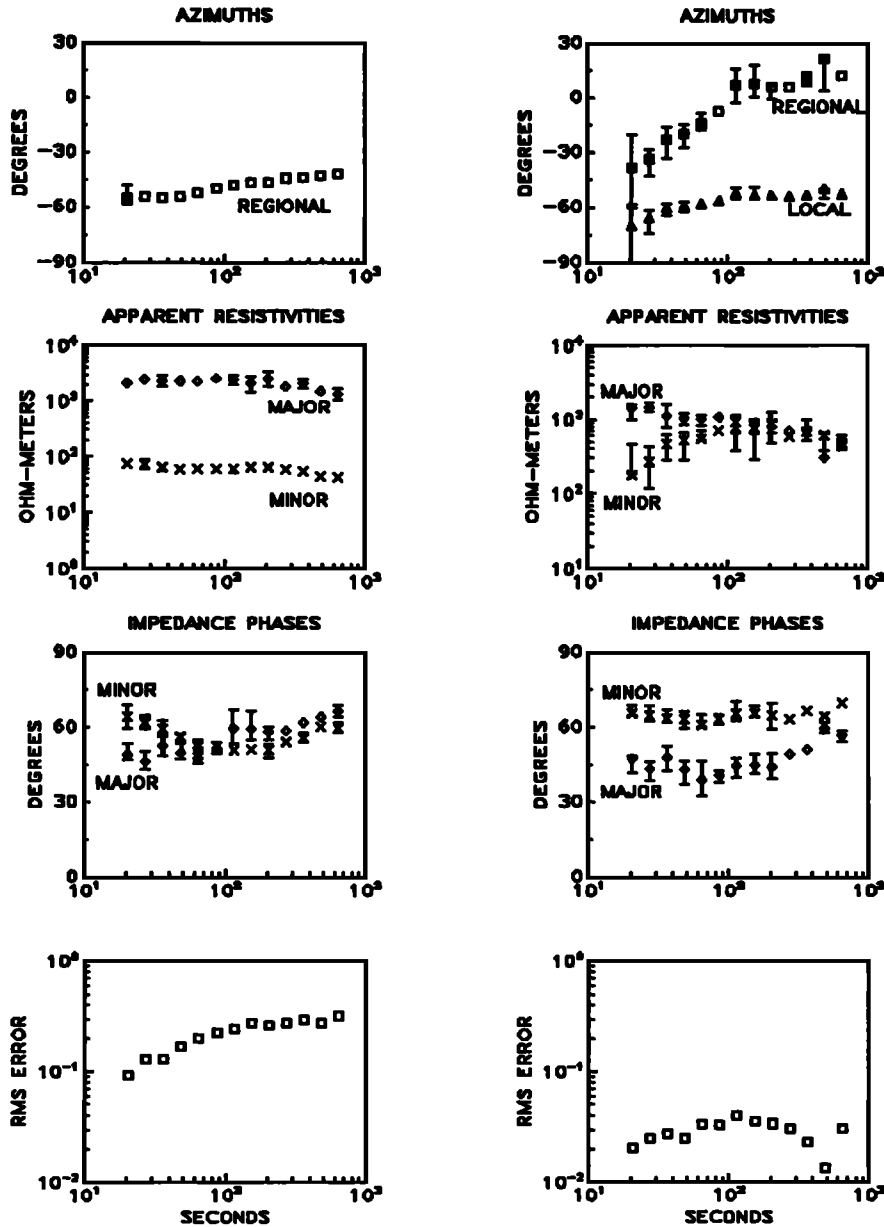 AZIMUTHS
30
0
−30
−60
−90
DEGREES
REGIONAL
10¹ 10² 10³
AZIMUTHS
30
0
−30
−60
−90
DEGREES
REGIONAL
LOCAL
10¹ 10² 10³
APPARENT RESISTIVITIES
10⁴
10³
10²
10¹
10⁰
OHM-METERS
MAJOR
MINOR
10¹ 10² 10³
APPARENT RESISTIVITIES
10⁴
10³
10²
10¹
OHM-METERS
MAJOR
MINOR
10¹ 10² 10³
IMPEDANCE PHASES
90
60
30
0
DEGREES
MINOR
MAJOR
10¹ 10² 10³
IMPEDANCE PHASES
90
60
30
0
DEGREES
MINOR
MAJOR
10¹ 10² 10³
10⁰
10⁻¹
10⁻²
RMS ERROR
10¹ 10² 10³
SECONDS
10⁰
10⁻¹
10⁻²
RMS ERROR
10¹ 10² 10³
SECONDS